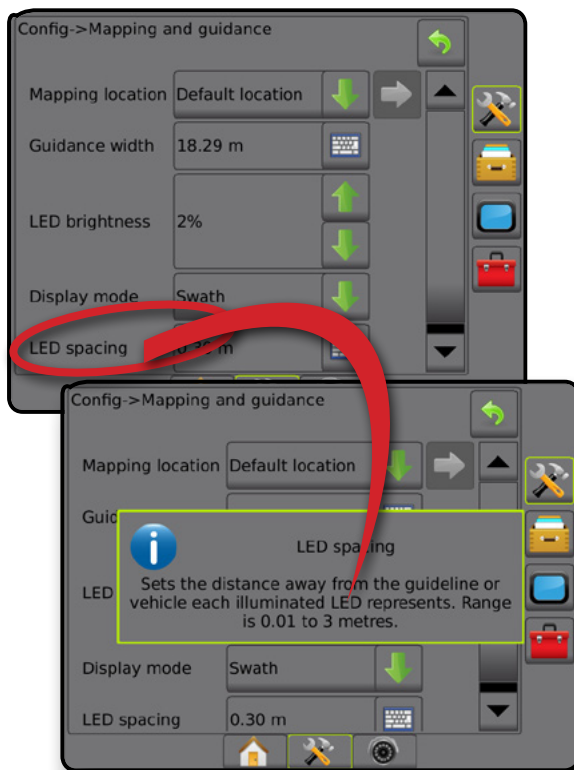 Config->Mapping and guidance
Mapping location Default location
Guidance width 18.29 m
LED brightness 2%
Display mode Swath
LED spacing m
Config->Mapping and guidance
Mapping location Default location
Guid
LED spacing
LED
Sets the distance away from the guideline or
vehicle each illuminated LED represents. Range
is 0.01 to 3 metres.
Display mode Swath
LED spacing 0.30 m